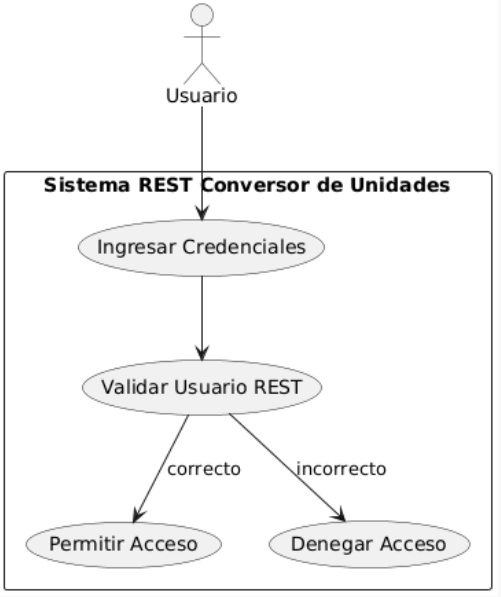 Usuario
Sistema REST Conversor de Unidades
Ingresar Credenciales
Validar Usuario REST
correcto
incorrecto
Permitir Acceso
Denegar Acceso